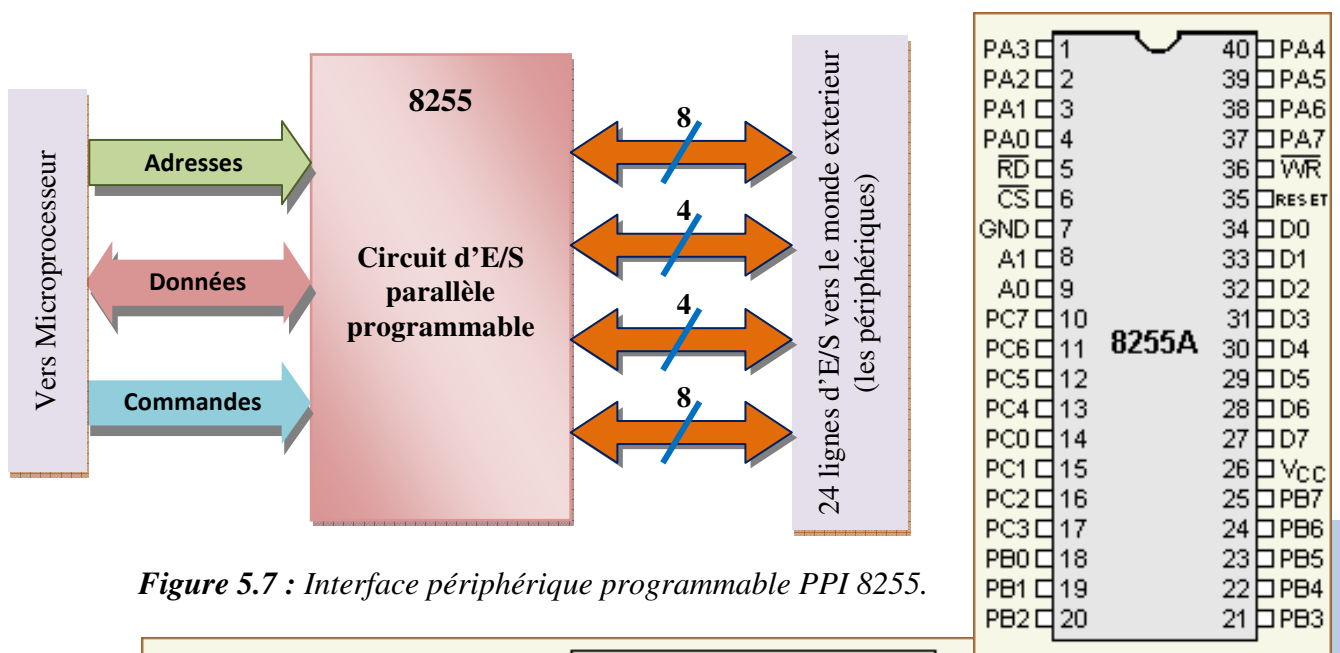 Vers Microprocesseur
Adresses
Données
Commandes
8255
Circuit d'E/S
parallèle
programmable
8
4
4
8
24 lignes d'E/S vers le monde exterieur
(les périphériques)
Figure 5.7 : Interface périphérique programmable PPI 8255.
PA3 1 40 PA4
PA2 2 39 PA5
PA1 3 38 PA6
PA0 4 37 PA7
R̅D̅ 5 36 W̅R̅
C̅S̅ 6 35 RESET
GND 7 34 D0
A1 8 33 D1
A0 9 32 D2
PC7 10 31 D3
PC6 11 8255A 30 D4
PC5 12 29 D5
PC4 13 28 D6
PC0 14 27 D7
PC1 15 26 VCC
PC2 16 25 PB7
PC3 17 24 PB6
PB0 18 23 PB5
PB1 19 22 PB4
PB2 20 21 PB3